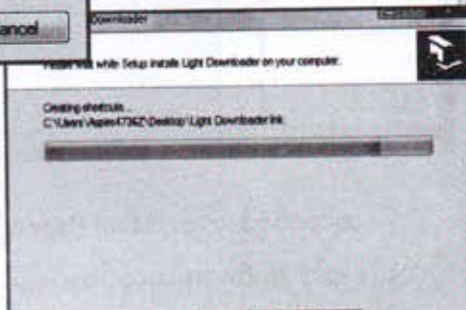 Cancel
Downloader
Please wait while Setup installs Light Downloader on your computer.
Creating shortcuts...
C:\Users\Aspire4736Z\Desktop\Light Downloader.lnk